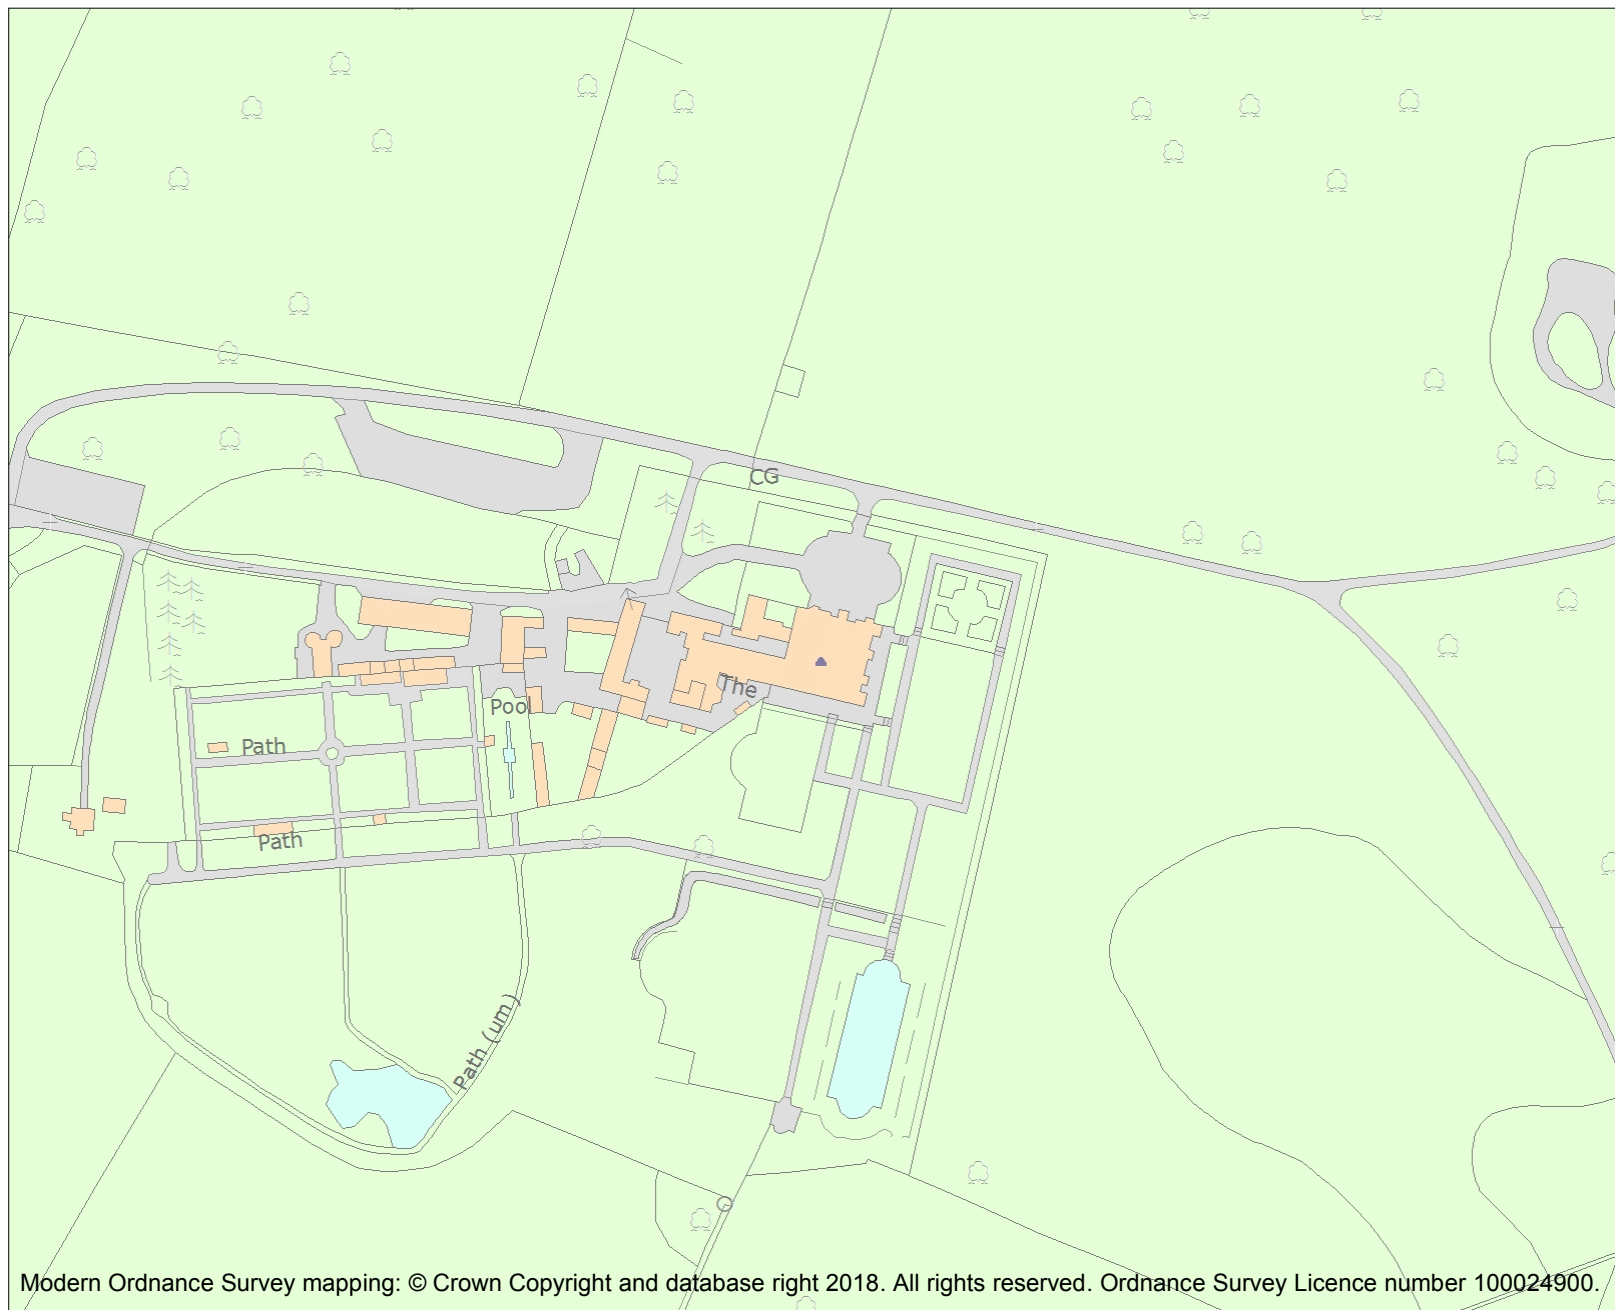 CG
The
Pool
Path
Path
Path (um)
Modern Ordnance Survey mapping: © Crown Copyright and database right 2018. All rights reserved. Ordnance Survey Licence number 100024900.